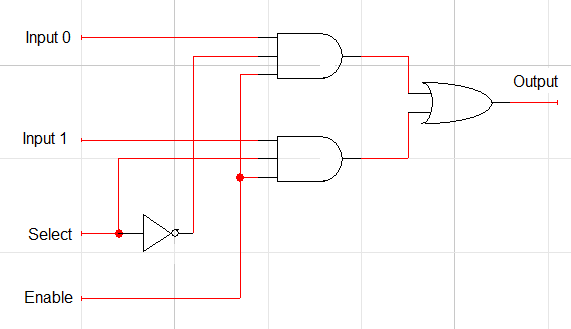 Input 0
Output
Input 1
Select
Enable